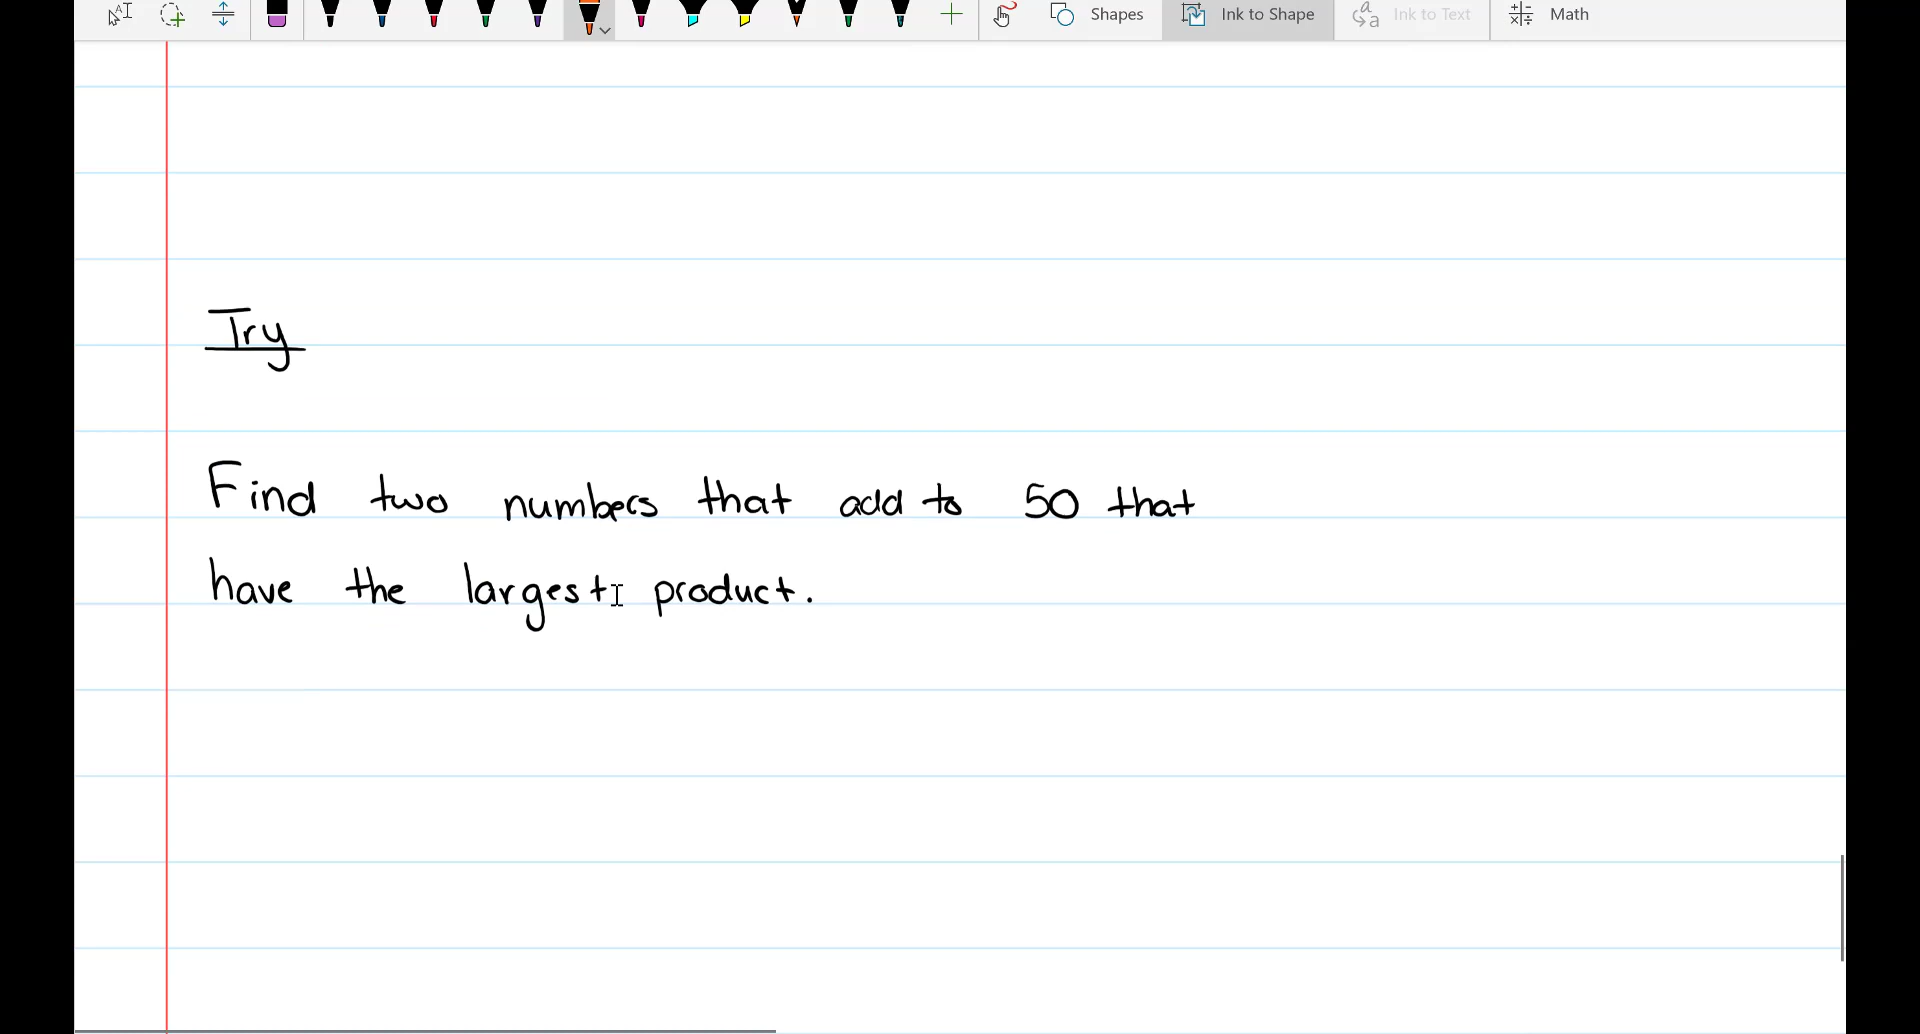 Shapes Ink to Shape Ink to Text Math
Try
Find two numbers that add to 50 that
have the largest product.